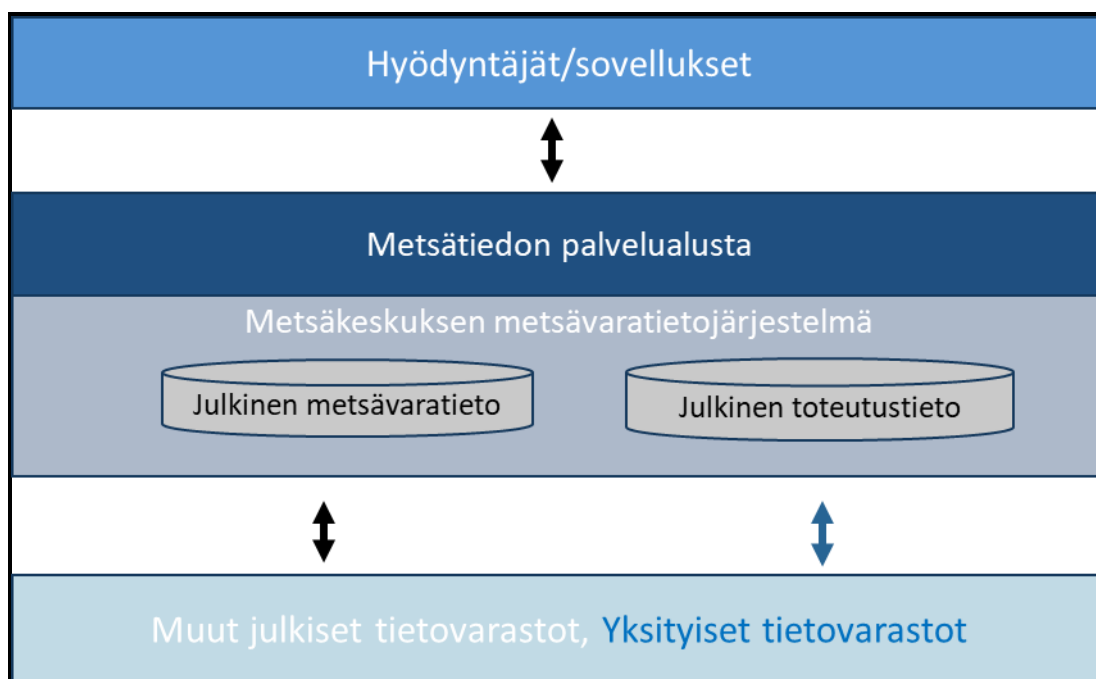 Hyödyntäjät/sovellukset
Metsätiedon palvelualusta
Metsäkeskuksen metsävaratietojärjestelmä
Julkinen metsävaratieto
Julkinen toteutustieto
Muut julkiset tietovarastot, Yksityiset tietovarastot